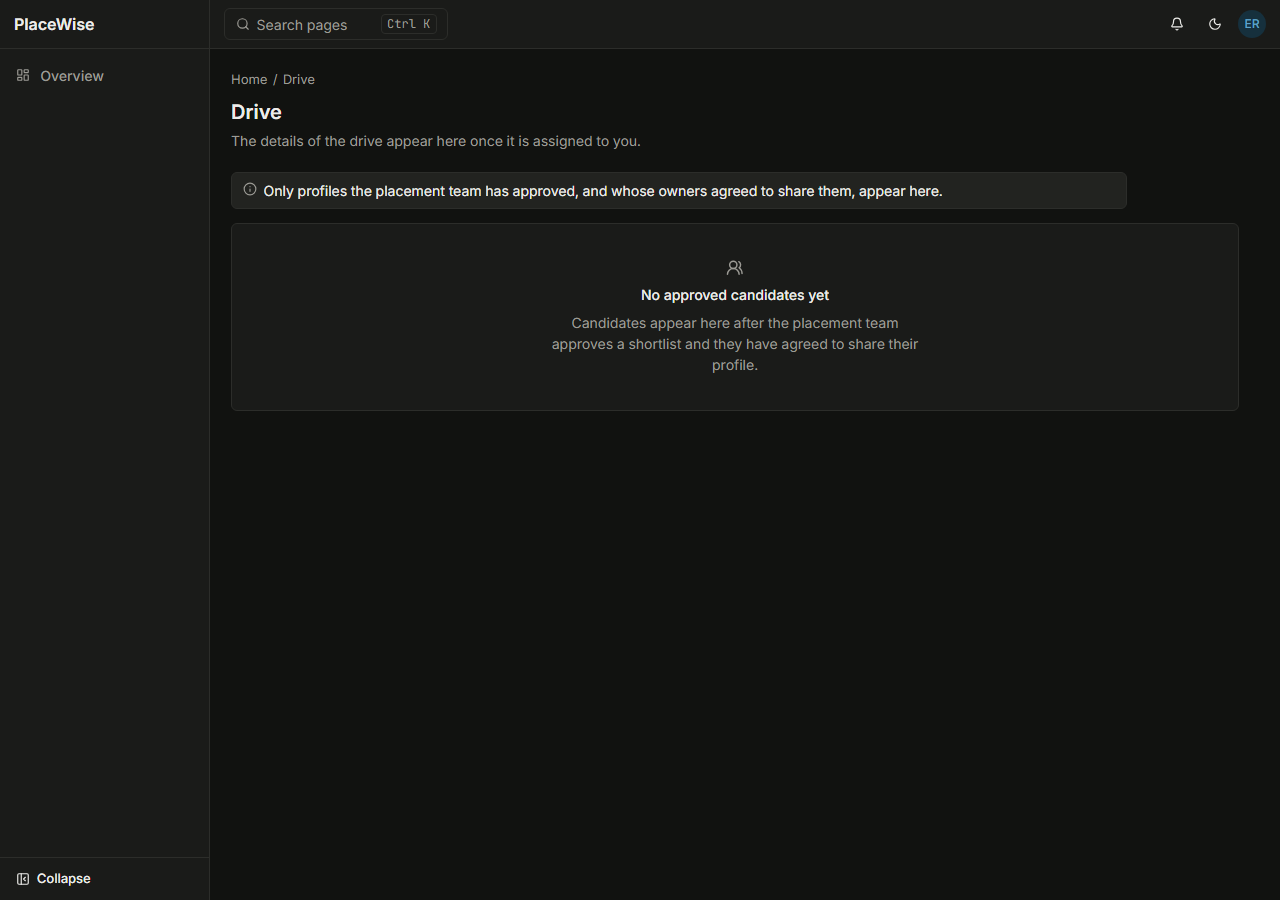 PlaceWise
Search pages
Ctrl K
ER
Overview
Home / Drive
Drive
The details of the drive appear here once it is assigned to you.
Only profiles the placement team has approved, and whose owners agreed to share them, appear here.
No approved candidates yet
Candidates appear here after the placement team
approves a shortlist and they have agreed to share their
profile.
Collapse